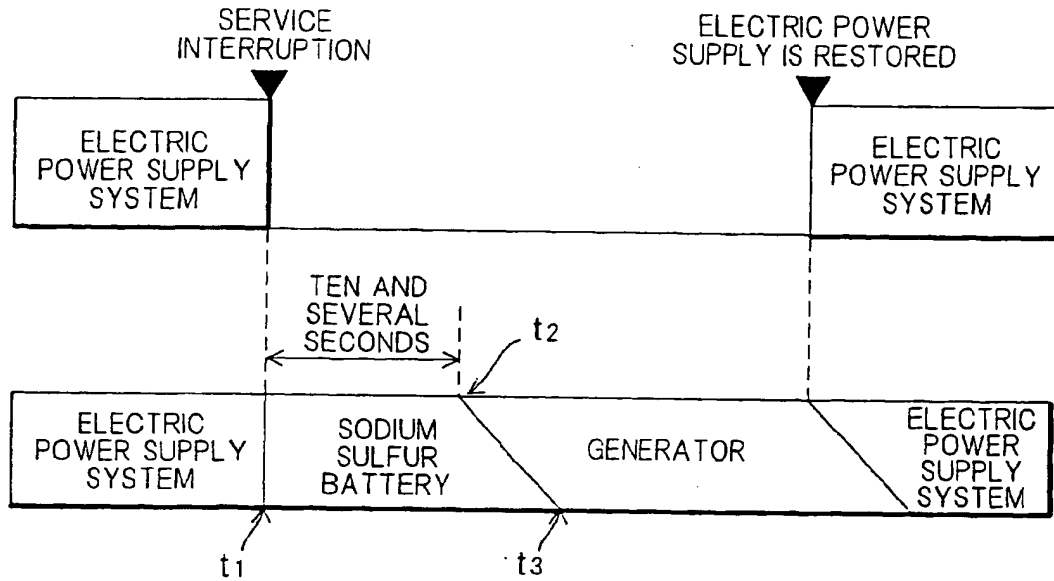 SERVICE
INTERRUPTION
ELECTRIC POWER
SUPPLY IS RESTORED
ELECTRIC
POWER SUPPLY
SYSTEM
ELECTRIC
POWER SUPPLY
SYSTEM
TEN AND
SEVERAL
SECONDS
t2
ELECTRIC
POWER SUPPLY
SYSTEM
SODIUM
SULFUR
BATTERY
GENERATOR
ELECTRIC
POWER
SUPPLY
SYSTEM
t1
t3